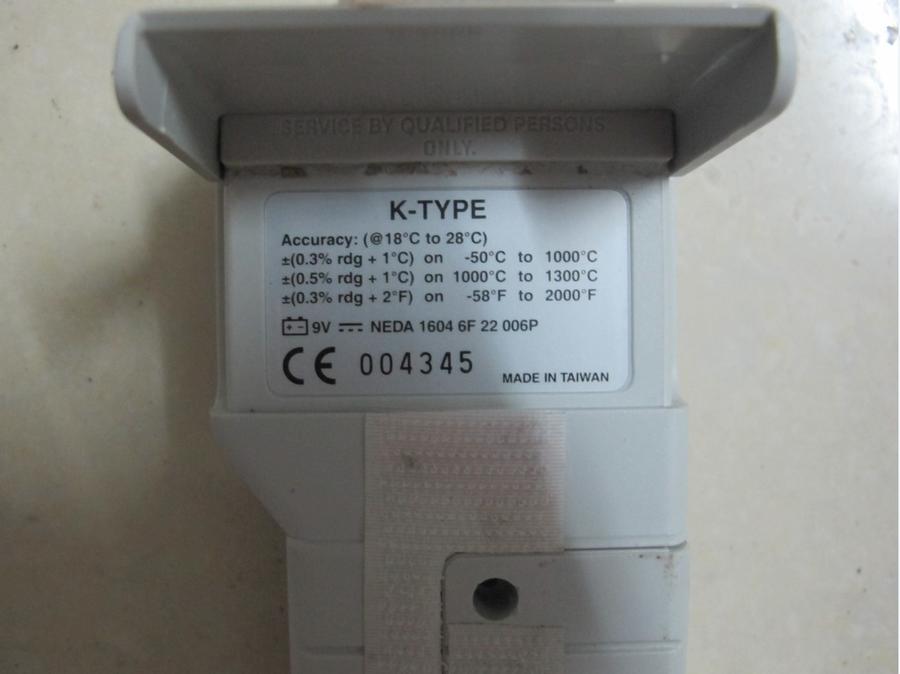 SERVICE BY QUALIFIED PERSONS
ONLY.
K-TYPE
Accuracy: (@18°C to 28°C)
±(0.3% rdg + 1°C) on -50°C to 1000°C
±(0.5% rdg + 1°C) on 1000°C to 1300°C
±(0.3% rdg + 2°F) on -58°F to 2000°F
9V NEDA 1604 6F 22 006P
CE 004345 MADE IN TAIWAN